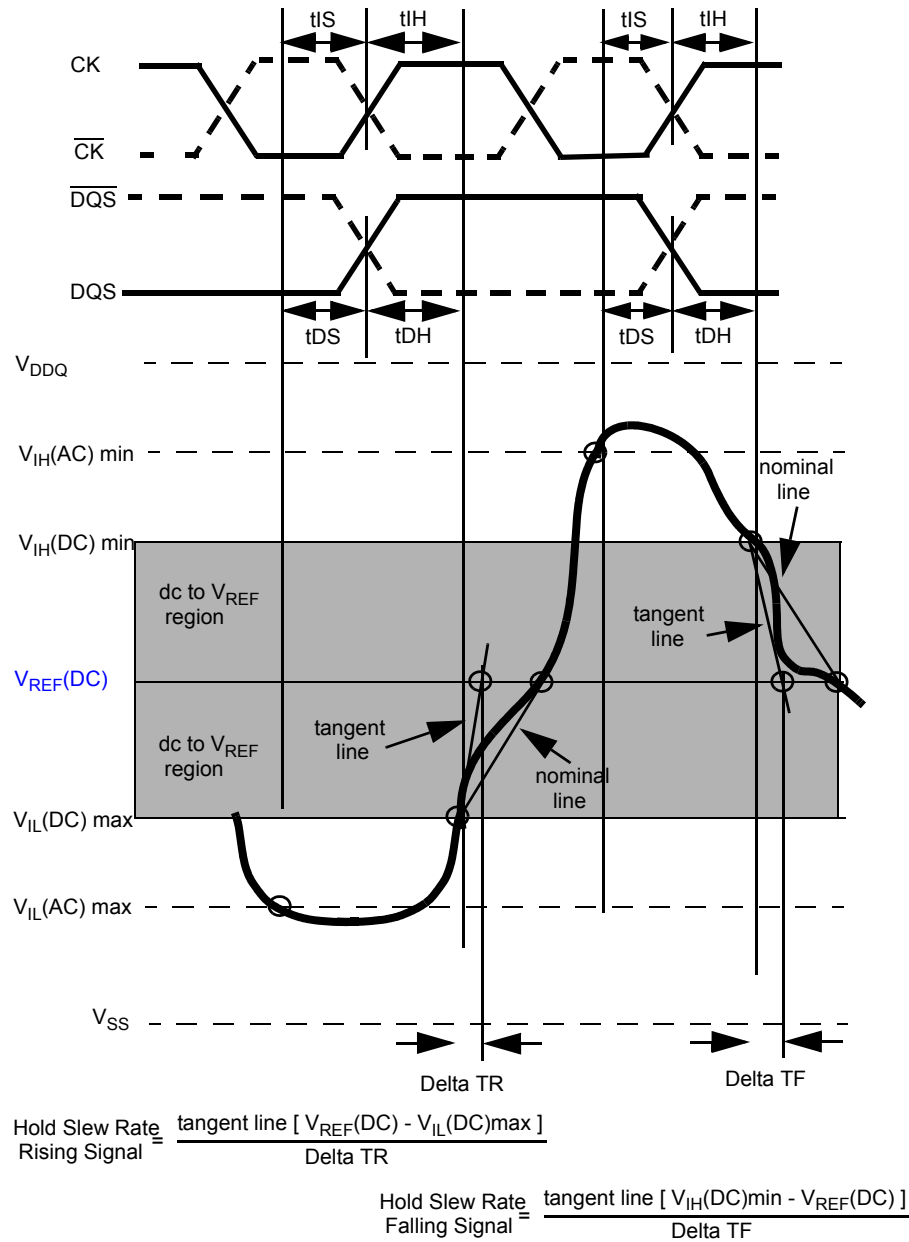 tIS tIH tIS tIH
CK
CK
DQS
DQS
tDS tDH tDS tDH
VDDQ
VIH(AC) min
nominal
line
VIH(DC) min
dc to VREF
region
tangent
line
VREF(DC)
tangent
line
dc to VREF
region
nominal
line
VIL(DC) max
VIL(AC) max
VSS
Delta TR Delta TF
Hold Slew Rate
Rising Signal = tangent line [ VREF(DC) - VIL(DC)max ]
Delta TR
Hold Slew Rate
Falling Signal = tangent line [ VIH(DC)min - VREF(DC) ]
Delta TF